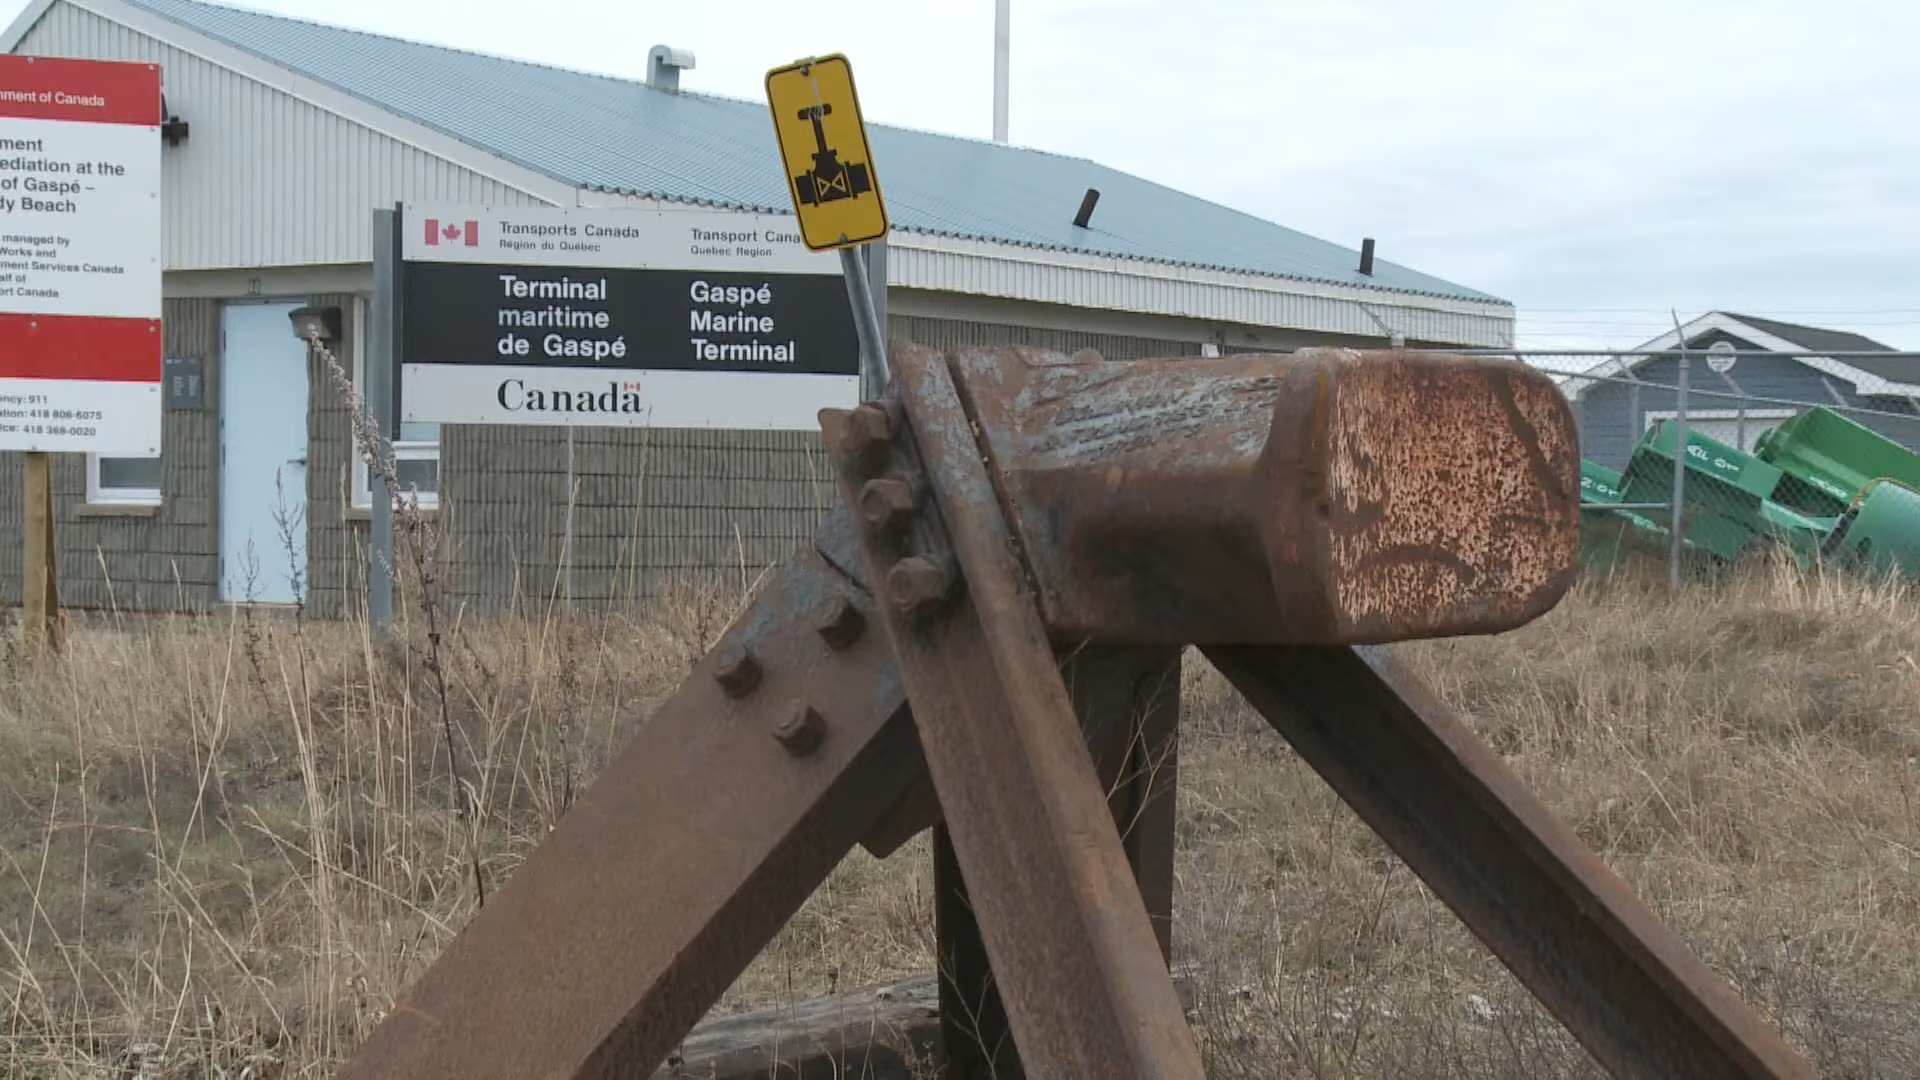 nment of Canada
ment
ediation at the
of Gaspé –
dy Beach
managed by
Works and
ment Services Canada
alf of
ort Canada
ency: 911
ation: 418 806-6075
ice: 418 368-0020
Transports Canada
Région du Québec
Transport Cana
Quebec Region
Terminal
maritime
de Gaspé
Gaspé
Marine
Terminal
Canada